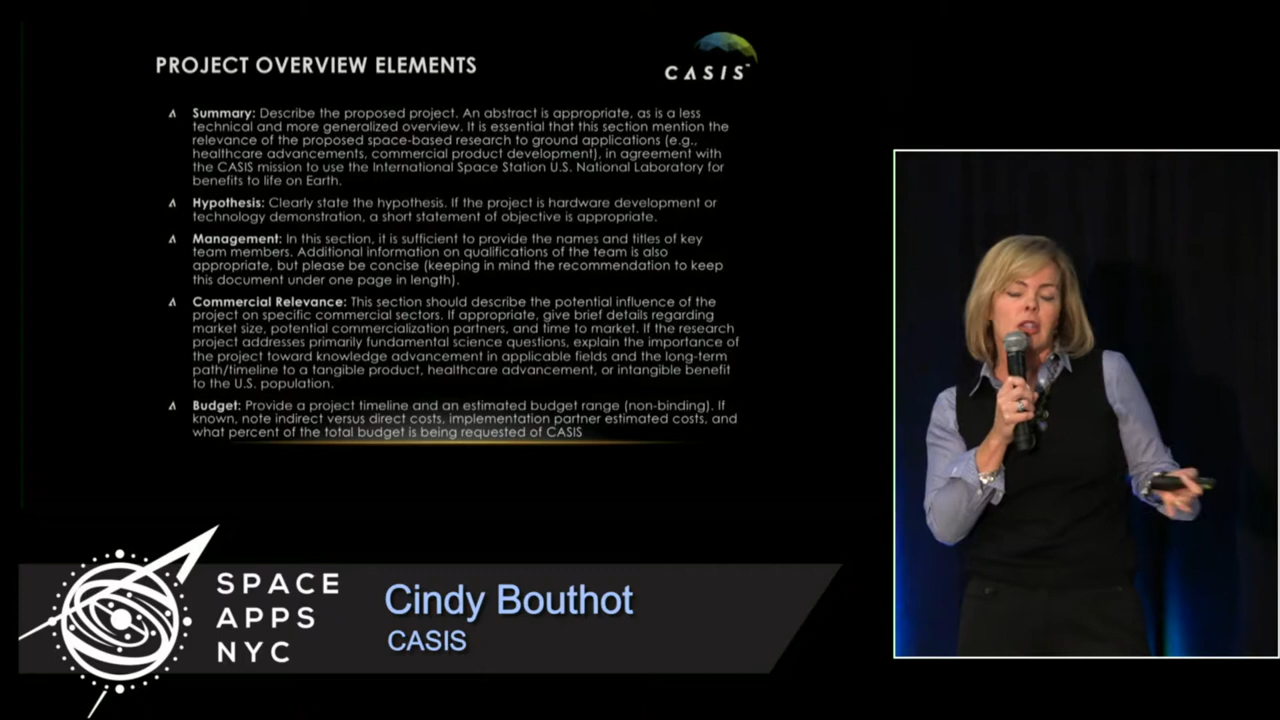 PROJECT OVERVIEW ELEMENTS
CASIS
Summary: Describe the proposed project. An abstract is appropriate, as is a less
technical and more generalized overview. It is essential that this section mention the
relevance of the proposed space-based research to ground applications (e.g.,
healthcare advancements, commercial product development), in agreement with
the CASIS mission to use the International Space Station U.S. National Laboratory for
benefits to life on Earth.
Hypothesis: Clearly state the hypothesis. If the project is hardware development or
technology demonstration, a short statement of objective is appropriate.
Management: In this section, it is sufficient to provide the names and titles of key
team members. Additional information on qualifications of the team is also
appropriate, but please be concise (keeping in mind the recommendation to keep
this document under one page in length).
Commercial Relevance: This section should describe the potential influence of the
project on specific commercial sectors. If appropriate, give brief details regarding
market size, potential commercialization partners, and time to market. If the research
project addresses primarily fundamental science questions, explain the importance of
the project toward knowledge advancement in applicable fields and the long-term
path/timeline to a tangible product, healthcare advancement, or intangible benefit
to the U.S. population.
Budget: Provide a project timeline and an estimated budget range (non-binding). If
known, note indirect versus direct costs, implementation partner estimated costs, and
what percent of the total budget is being requested of CASIS
SPACE
APPS
NYC
Cindy Bouthot
CASIS